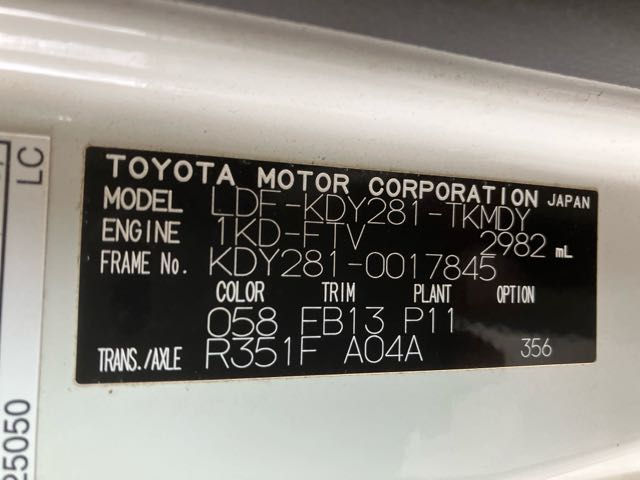 TOYOTA MOTOR CORPORATION JAPAN
MODEL LDF-KDY281-TKMDY
ENGINE 1KD-FTV 2982 mL
FRAME No. KDY281-0017845
COLOR TRIM PLANT OPTION
058 FB13 P11
TRANS./AXLE R351F A04A 356
LC
25050